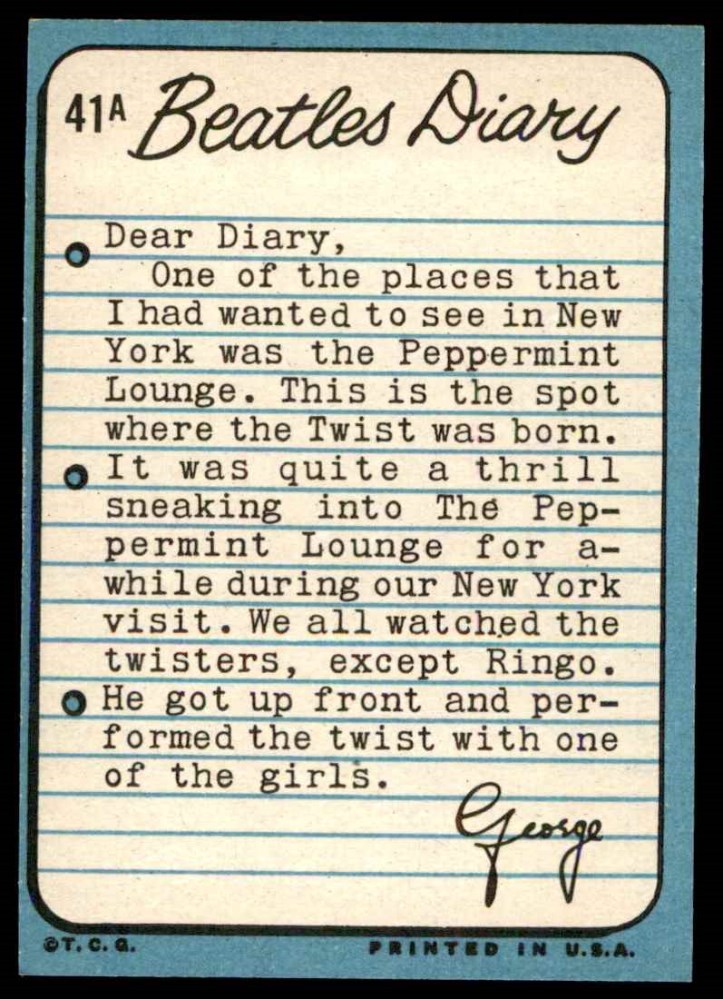 41A Beatles Diary
Dear Diary,
One of the places that
I had wanted to see in New
York was the Peppermint
Lounge. This is the spot
where the Twist was born.
It was quite a thrill
sneaking into The Pep-
permint Lounge for a-
while during our New York
visit. We all watched the
twisters, except Ringo.
He got up front and per-
formed the twist with one
of the girls.
George
©T.C.G. PRINTED IN U.S.A.